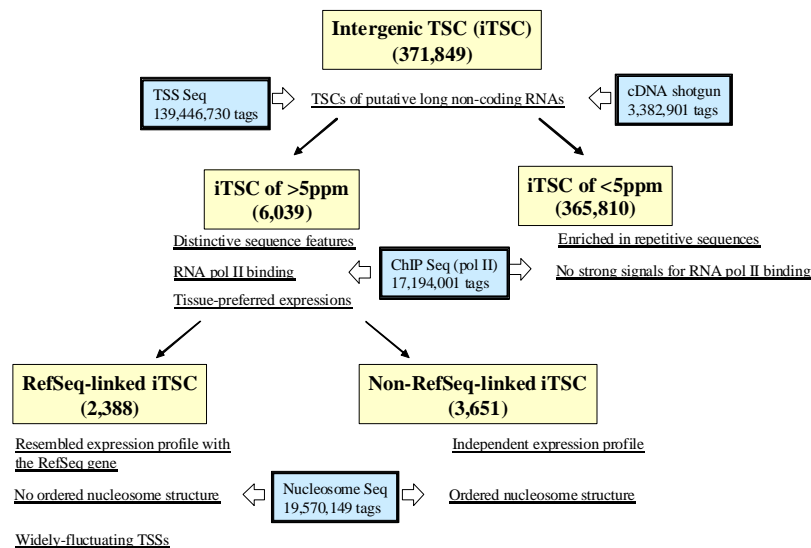 Intergenic TSC (iTSC)
(371,849)
TSS Seq
139,446,730 tags
TSCs of putative long non-coding RNAs
cDNA shotgun
3,382,901 tags
iTSC of >5ppm
(6,039)
iTSC of <5ppm
(365,810)
Distinctive sequence features
RNA pol II binding
Tissue-preferred expressions
ChIP Seq (pol II)
17,194,001 tags
Enriched in repetitive sequences
No strong signals for RNA pol II binding
RefSeq-linked iTSC
(2,388)
Non-RefSeq-linked iTSC
(3,651)
Resembled expression profile with
the RefSeq gene
No ordered nucleosome structure
Widely-fluctuating TSSs
Nucleosome Seq
19,570,149 tags
Independent expression profile
Ordered nucleosome structure